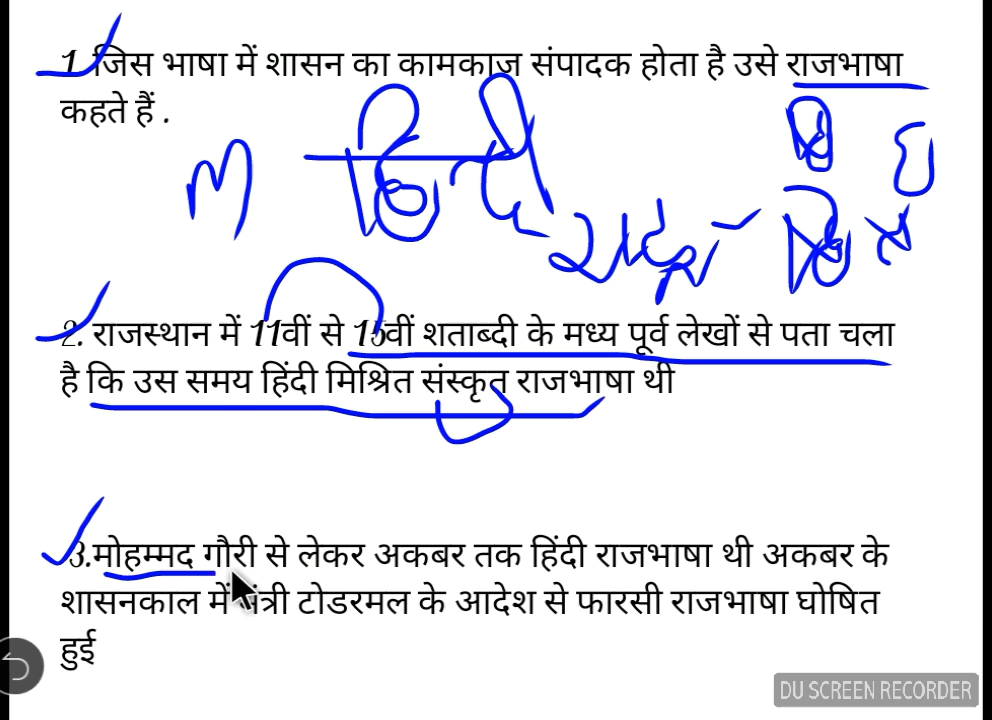 1.जिस भाषा में शासन का कामकाज संपादक होता है उसे राजभाषा
कहते हैं .
हिन्दी
2. राजस्थान में 11वीं से 15वीं शताब्दी के मध्य पूर्व लेखों से पता चला
है कि उस समय हिंदी मिश्रित संस्कृत राजभाषा थी
3.मोहम्मद गौरी से लेकर अकबर तक हिंदी राजभाषा थी अकबर के
शासनकाल में मंत्री टोडरमल के आदेश से फारसी राजभाषा घोषित
हुई
DU SCREEN RECORDER